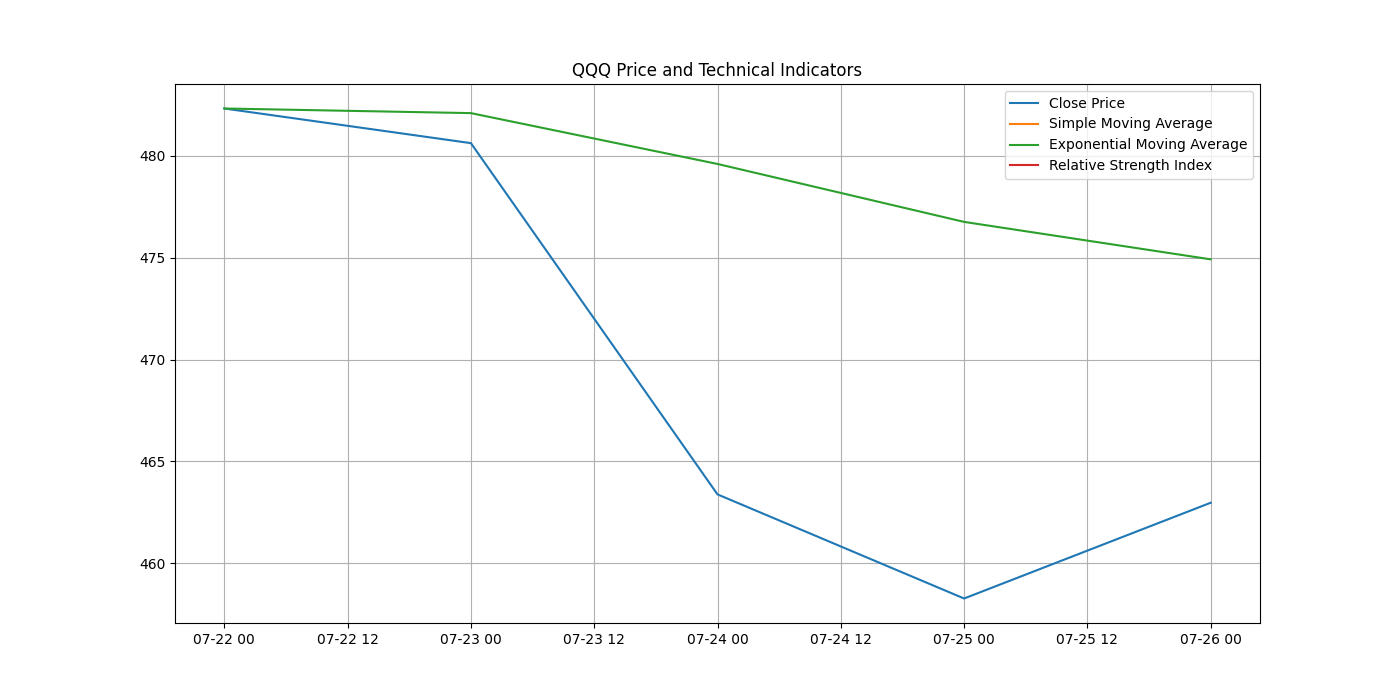 QQQ Price and Technical Indicators
Close Price
Simple Moving Average
Exponential Moving Average
Relative Strength Index
480
475
470
465
460
07-22 00 07-22 12 07-23 00 07-23 12 07-24 00 07-24 12 07-25 00 07-25 12 07-26 00